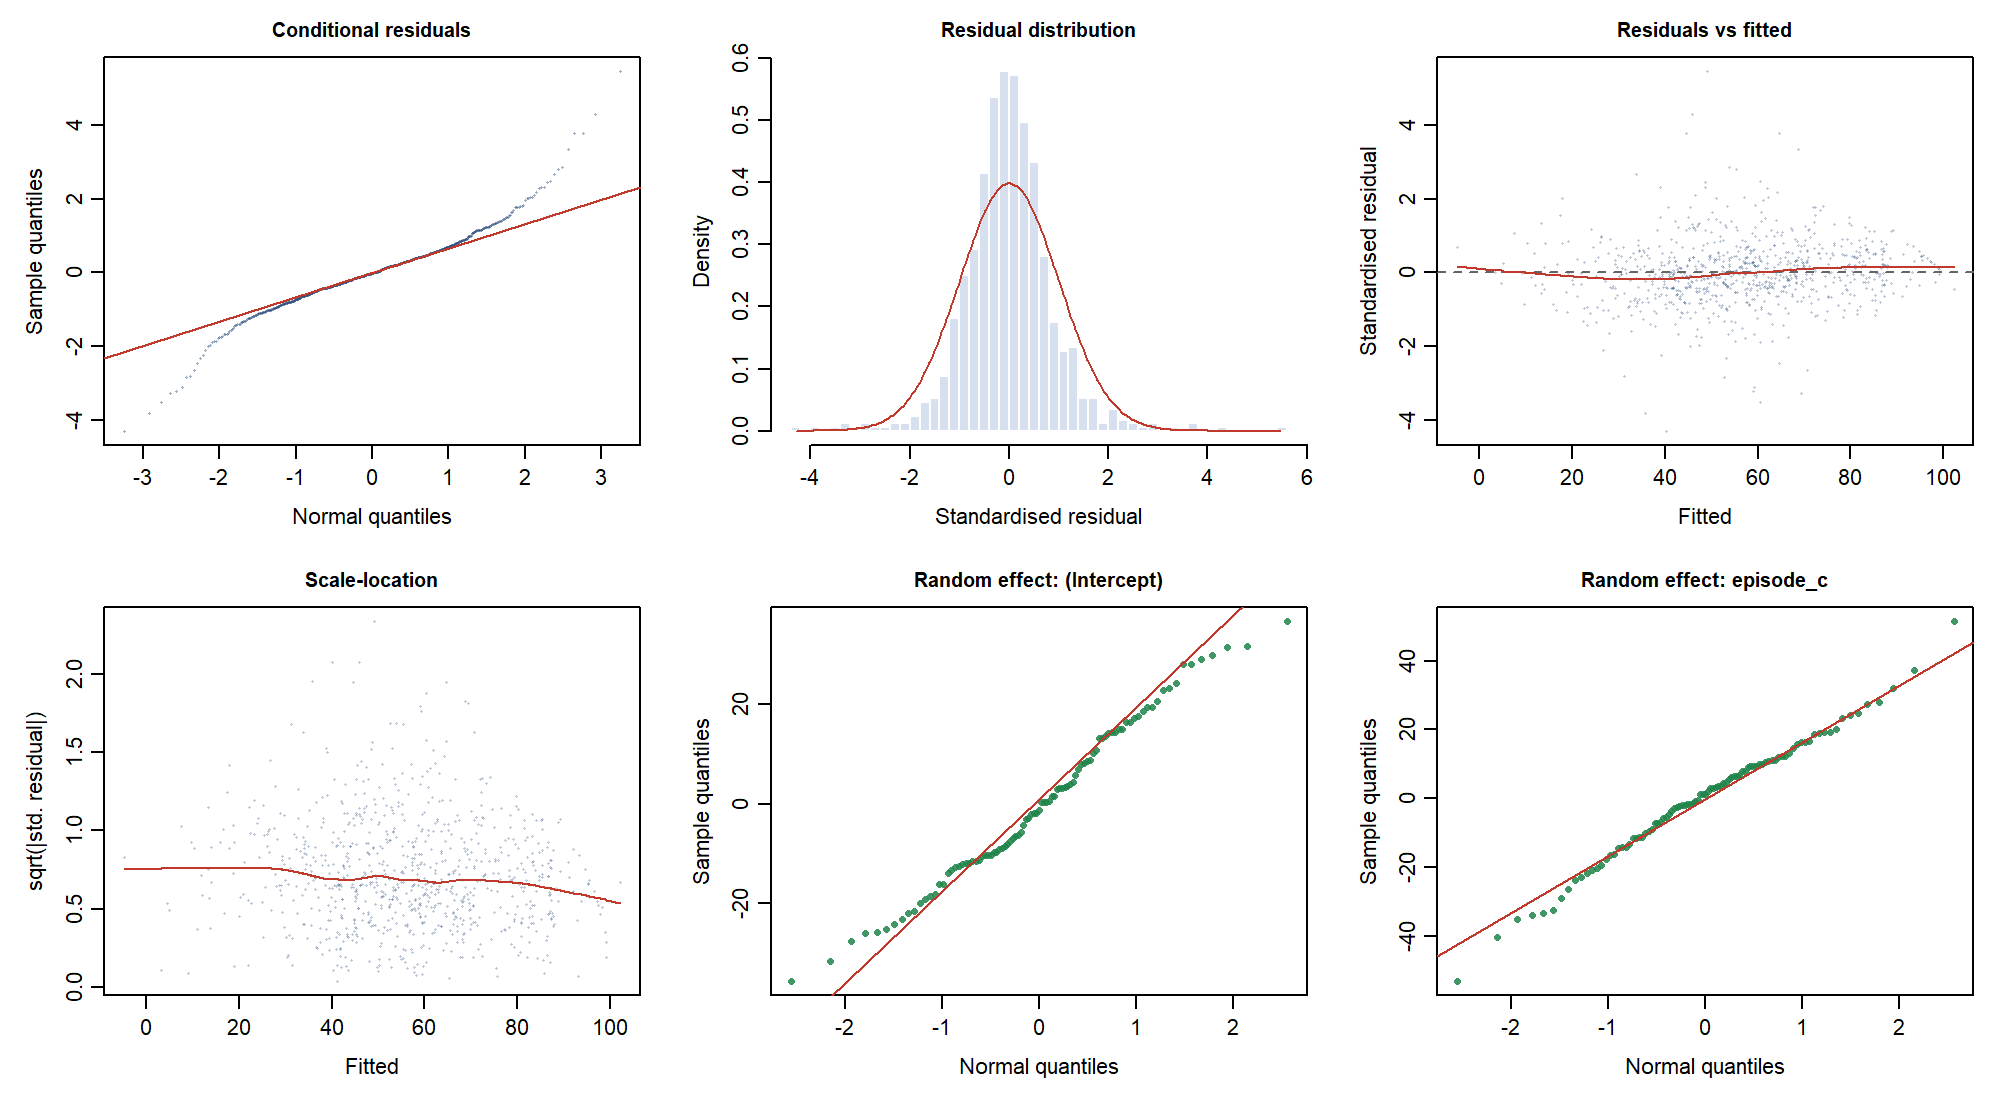 Conditional residuals
Sample quantiles
4
2
0
-2
-4
-3 -2 -1 0 1 2 3
Normal quantiles
Residual distribution
Density
0.6
0.5
0.4
0.3
0.2
0.1
0.0
-4 -2 0 2 4 6
Standardised residual
Residuals vs fitted
Standardised residual
4
2
0
-2
-4
0 20 40 60 80 100
Fitted
Scale-location
sqrt(|std. residual|)
2.0
1.5
1.0
0.5
0.0
0 20 40 60 80 100
Fitted
Random effect: (Intercept)
Sample quantiles
20
0
-20
-2 -1 0 1 2
Normal quantiles
Random effect: episode_c
Sample quantiles
40
20
0
-20
-40
-2 -1 0 1 2
Normal quantiles